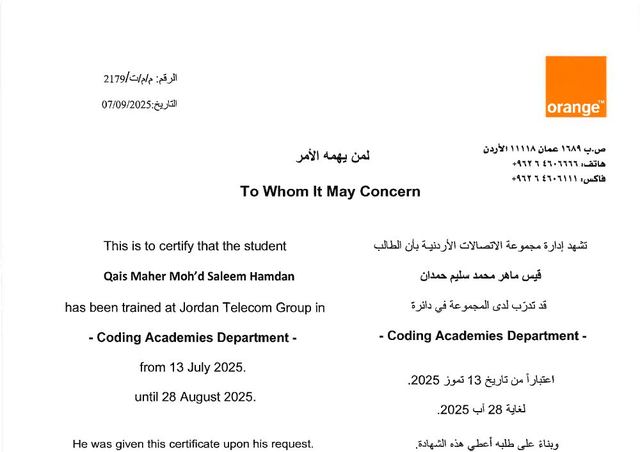 الرقم: م/م/ت/2179
التاريخ:07/09/2025
orange™
ص.ب ١٦٨٩ عمان ١١١١٨ الأردن
هاتف: ٤٦٠٦٦٦٦ ٦ ٩٦٢+
فاكس: ٤٦٠٦١١١ ٦ ٩٦٢+
لمن يهمه الأمر
To Whom It May Concern
This is to certify that the student
Qais Maher Moh'd Saleem Hamdan
has been trained at Jordan Telecom Group in
- Coding Academies Department -
from 13 July 2025.
until 28 August 2025.
He was given this certificate upon his request.
تشهد إدارة مجموعة الاتصالات الأردنية بأن الطالب
قيس ماهر محمد سليم حمدان
قد تدرّب لدى المجموعة في دائرة
- Coding Academies Department -
اعتباراً من تاريخ 13 تموز 2025.
لغاية 28 آب 2025.
وبناءً على طلبه أعطي هذه الشهادة.